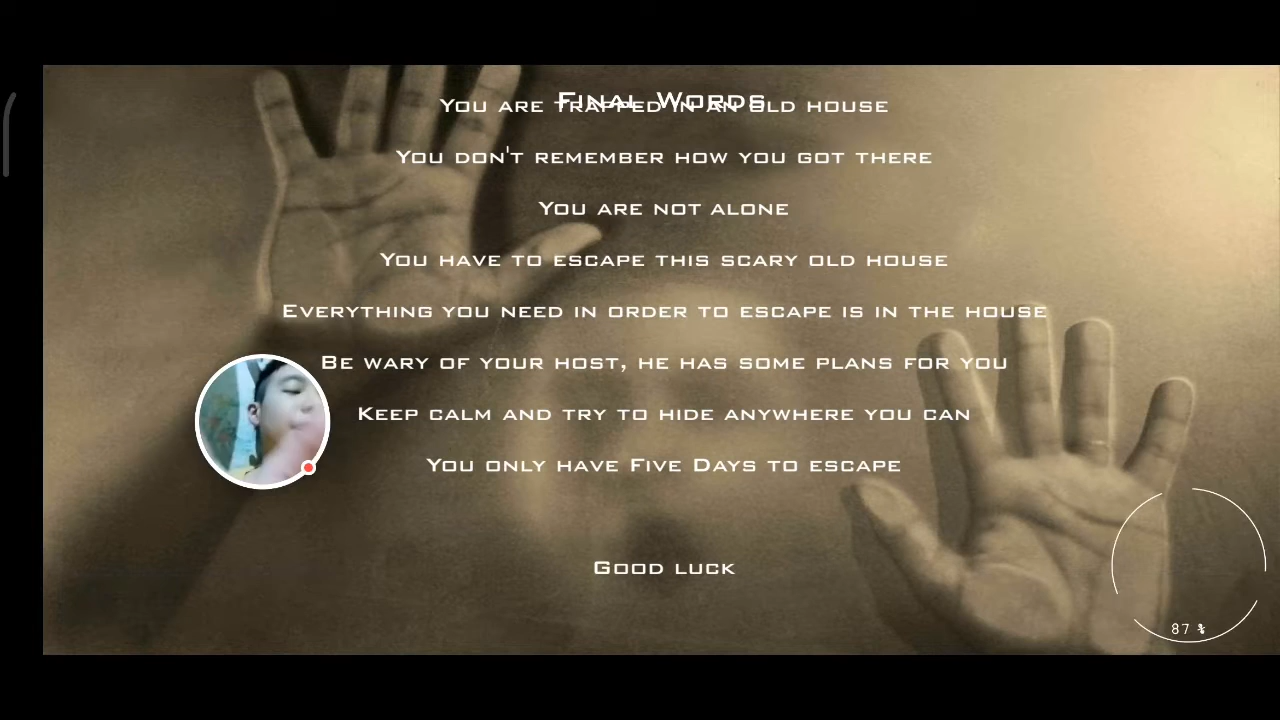 Final Words
You are trapped in an old house
You don't remember how you got there
You are not alone
You have to escape this scary old house
Everything you need in order to escape is in the house
Be wary of your host, he has some plans for you
Keep calm and try to hide anywhere you can
You only have Five Days to escape
Good luck
87 %